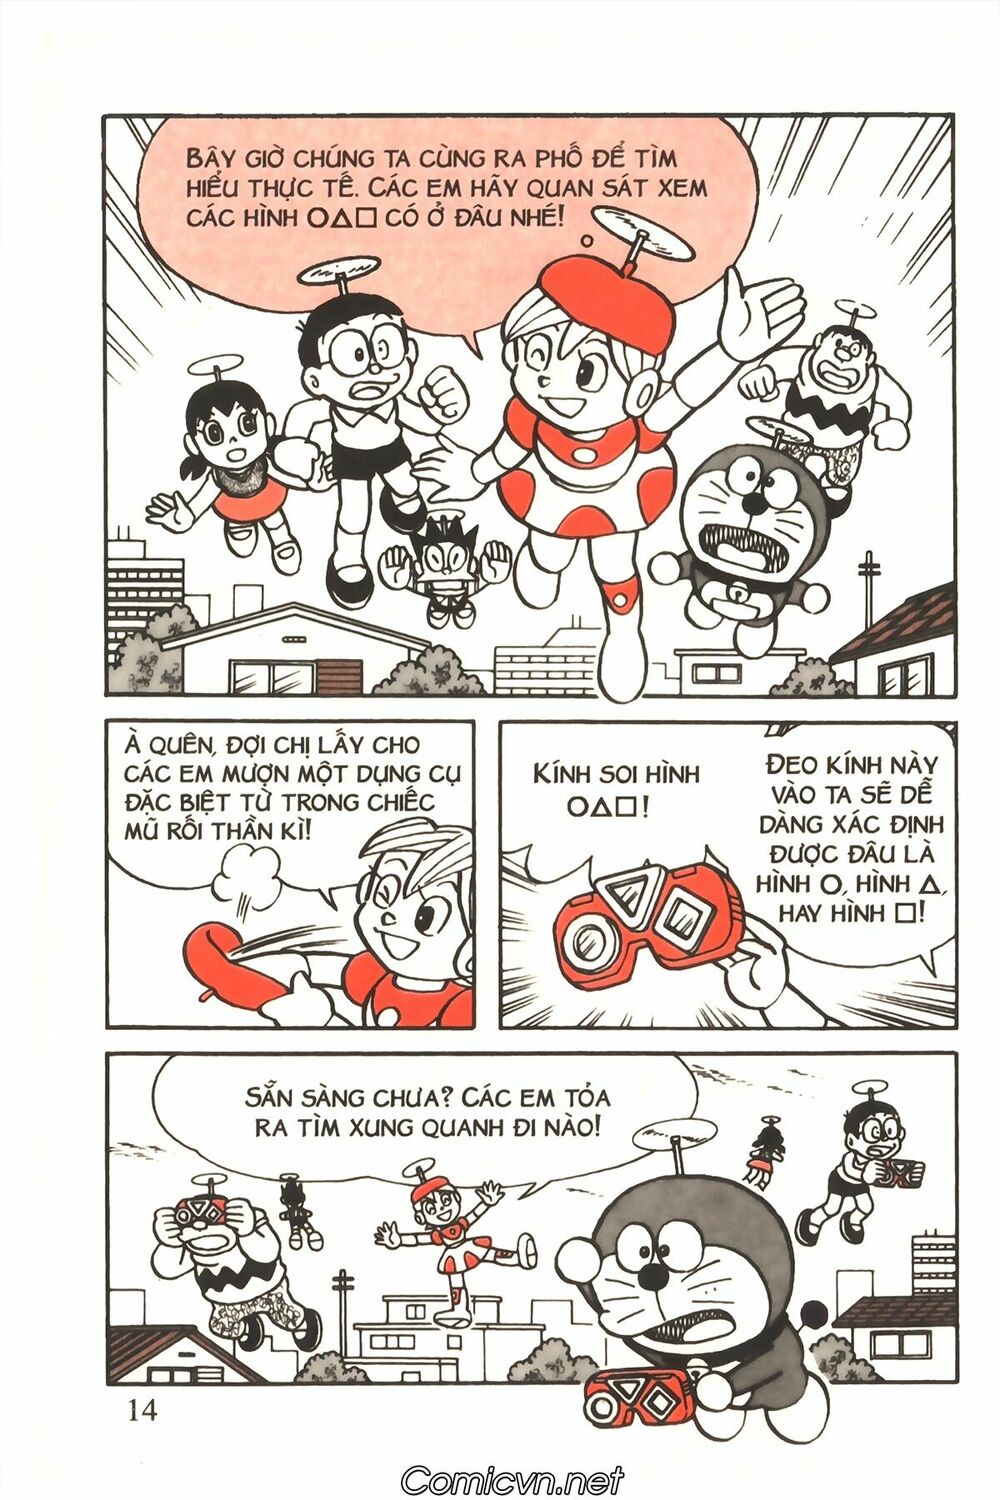 BÂY GIỜ CHÚNG TA CÙNG RA PHỐ ĐỂ TÌM
HIỂU THỰC TẾ. CÁC EM HÃY QUAN SÁT XEM
CÁC HÌNH O△□ CÓ Ở ĐÂU NHÉ!
À QUÊN, ĐỢI CHỊ LẤY CHO
CÁC EM MƯỢN MỘT DỤNG CỤ
ĐẶC BIỆT TỪ TRONG CHIẾC
MŨ RỐI THẦN KÌ!
KÍNH SOI HÌNH
O△□!
ĐEO KÍNH NÀY
VÀO TA SẼ DỄ
DÀNG XÁC ĐỊNH
ĐƯỢC ĐÂU LÀ
HÌNH O, HÌNH △,
HAY HÌNH □!
SẴN SÀNG CHƯA? CÁC EM TỎA
RA TÌM XUNG QUANH ĐI NÀO!
14
Comicvn.net